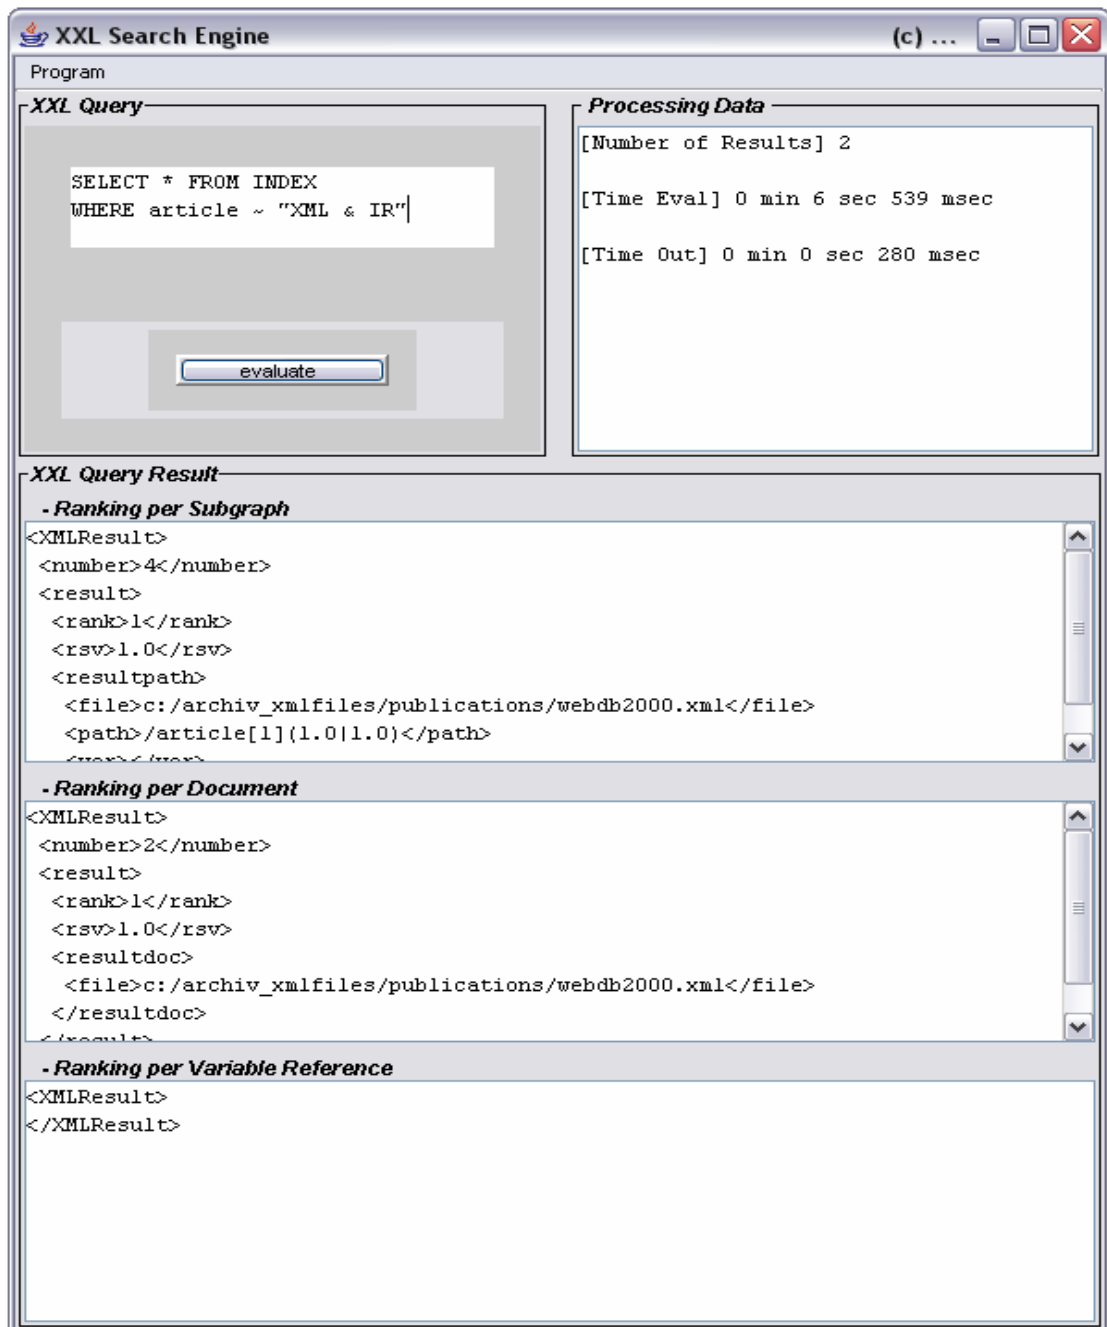 XXL Search Engine (c) ...
Program
XXL Query
SELECT * FROM INDEX
WHERE article ~ "XML & IR"
evaluate
Processing Data
[Number of Results] 2
[Time Eval] 0 min 6 sec 539 msec
[Time Out] 0 min 0 sec 280 msec
XXL Query Result
- Ranking per Subgraph
<XMLResult>
<number>4</number>
<result>
<rank>1</rank>
<rsv>1.0</rsv>
<resultpath>
<file>c:/archiv_xmlfiles/publications/webdb2000.xml</file>
<path>/article[1](1.0|1.0)</path>
- Ranking per Document
<XMLResult>
<number>2</number>
<result>
<rank>1</rank>
<rsv>1.0</rsv>
<resultdoc>
<file>c:/archiv_xmlfiles/publications/webdb2000.xml</file>
</resultdoc>
</result>
- Ranking per Variable Reference
<XMLResult>
</XMLResult>